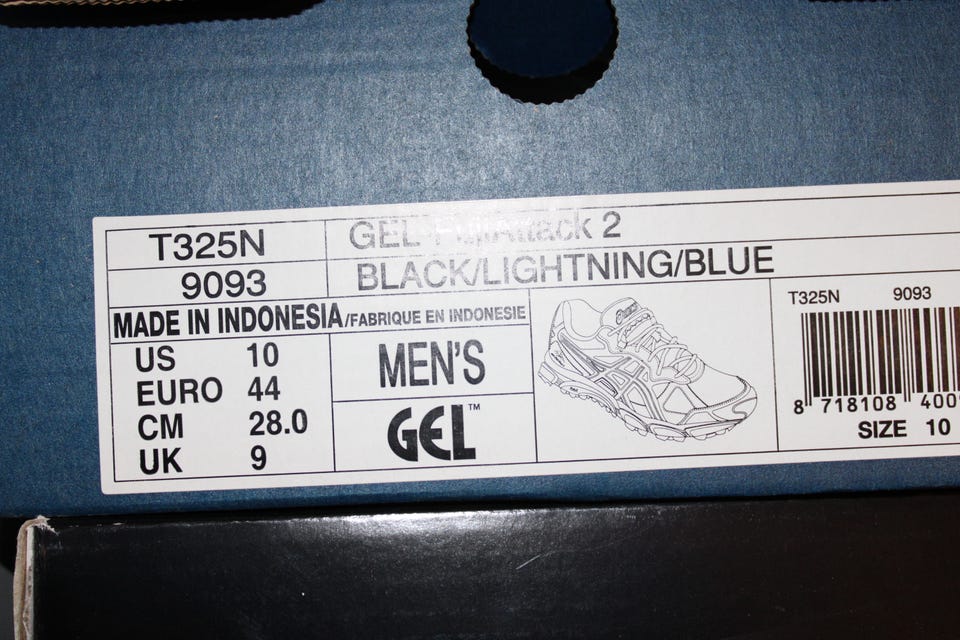 T325N
GEL-FujiAttack 2
9093
BLACK/LIGHTNING/BLUE
MADE IN INDONESIA/FABRIQUE EN INDONESIE
US 10
EURO 44
CM 28.0
UK 9
MEN'S
GEL™
T325N 9093
8 718108 400
SIZE 10